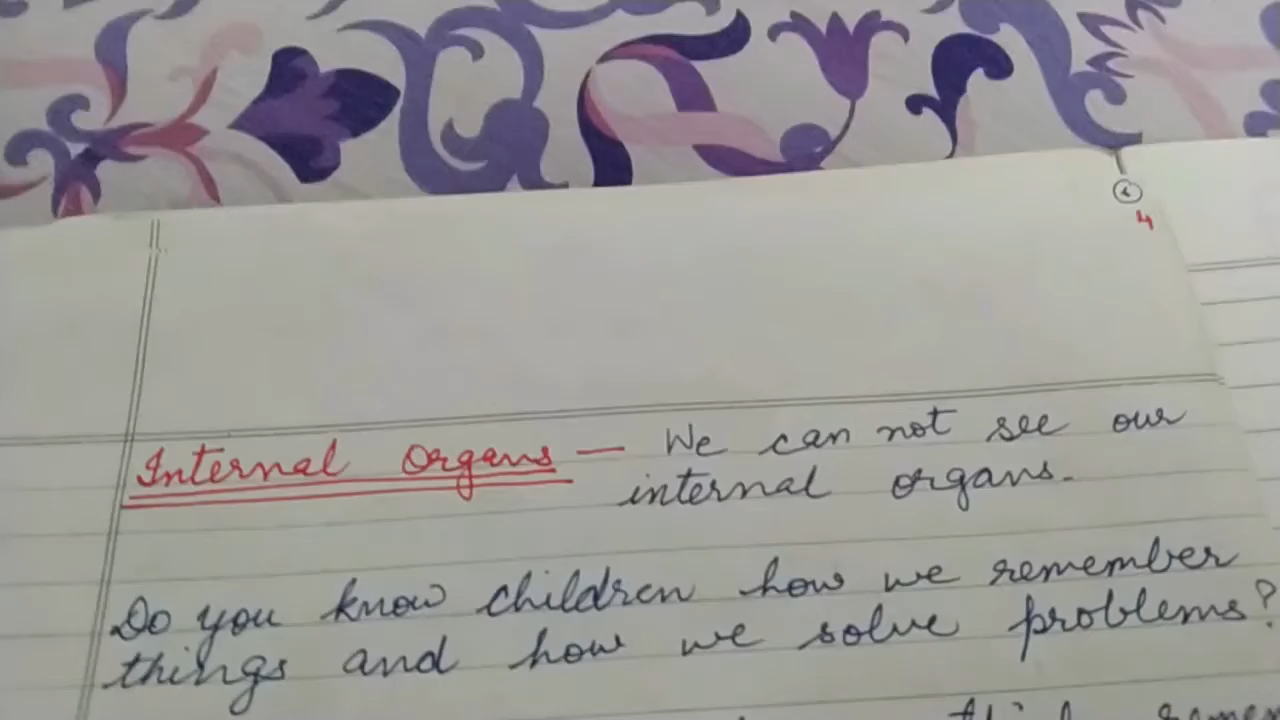 4
Internal Organs — We can not see our
internal organs.
Do you know children how we remember
things and how we solve problems?